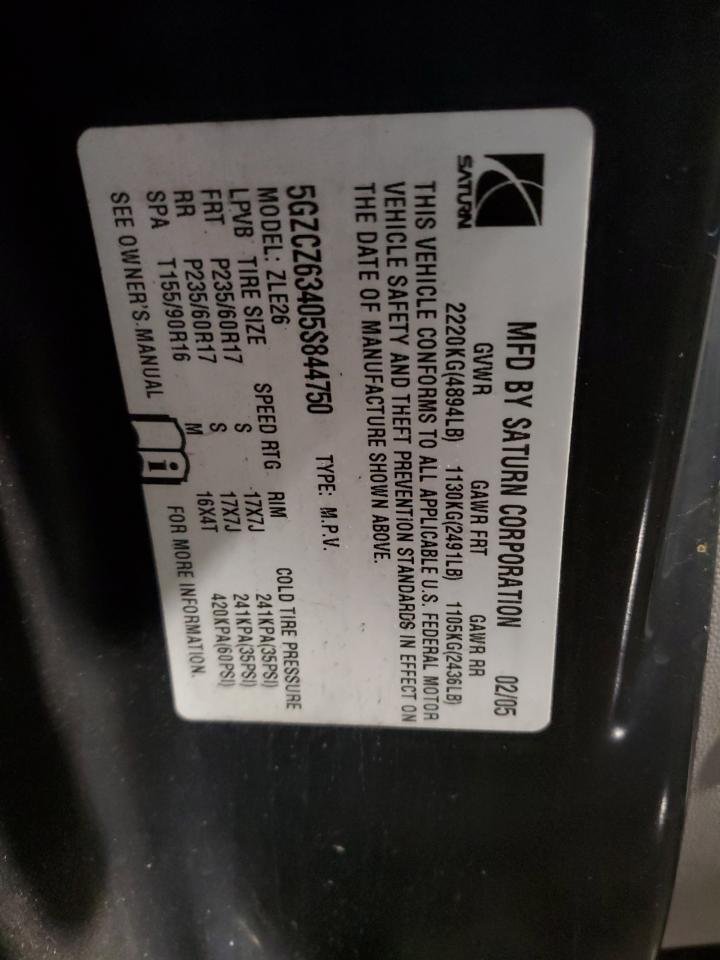 SATURN
MFD BY SATURN CORPORATION 02/05
GVWR GAWR FRT GAWR RR
2220KG(4894LB) 1130KG(2491LB) 1105KG(2436LB)
THIS VEHICLE CONFORMS TO ALL APPLICABLE U.S. FEDERAL MOTOR
VEHICLE SAFETY AND THEFT PREVENTION STANDARDS IN EFFECT ON
THE DATE OF MANUFACTURE SHOWN ABOVE.
5GZCZ63405S844750 TYPE: M.P.V.
MODEL: ZLE26
LPVB TIRE SIZE SPEED RTG RIM COLD TIRE PRESSURE
FRT P235/60R17 S 17X7J 241KPA(35PSI)
RR P235/60R17 S 17X7J 241KPA(35PSI)
SPA T155/90R16 M 16X4T 420KPA(60PSI)
SEE OWNER'S MANUAL i FOR MORE INFORMATION.